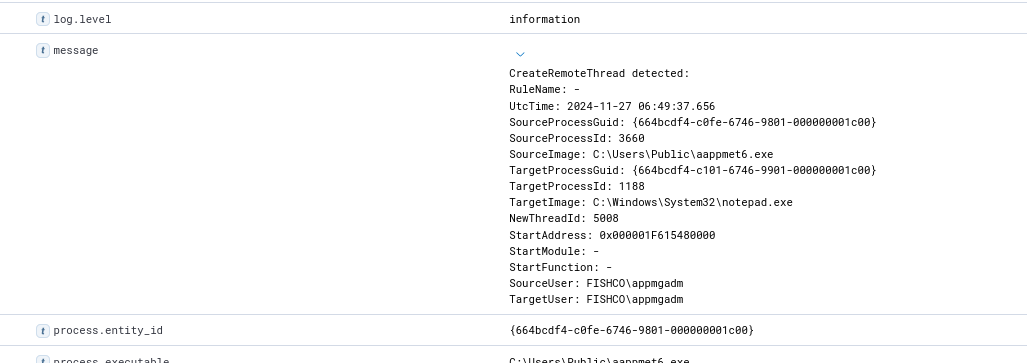 t log.level information
t message
CreateRemoteThread detected:
RuleName: -
UtcTime: 2024-11-27 06:49:37.656
SourceProcessGuid: {664bcdf4-c0fe-6746-9801-000000001c00}
SourceProcessId: 3660
SourceImage: C:\Users\Public\aappmet6.exe
TargetProcessGuid: {664bcdf4-c101-6746-9901-000000001c00}
TargetProcessId: 1188
TargetImage: C:\Windows\System32\notepad.exe
NewThreadId: 5008
StartAddress: 0x000001F615480000
StartModule: -
StartFunction: -
SourceUser: FISHCO\appmgadm
TargetUser: FISHCO\appmgadm
t process.entity_id {664bcdf4-c0fe-6746-9801-000000001c00}
t process.executable C:\Users\Public\aappmet6.exe